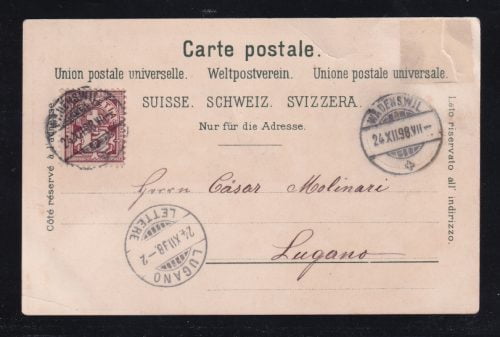 Carte postale.
Union postale universelle. Weltpostverein. Unione postale universale.
SUISSE. SCHWEIZ. SVIZZERA.
Nur für die Adresse.
Côté réservé à l'adresse.
Lato riservato all' indirizzo.
WÄDENSWIL
24.XII.98.VII-
Herrn Cäsar Molinari
Lugano
LETTERE
24.XII.98.-2
LUGANO